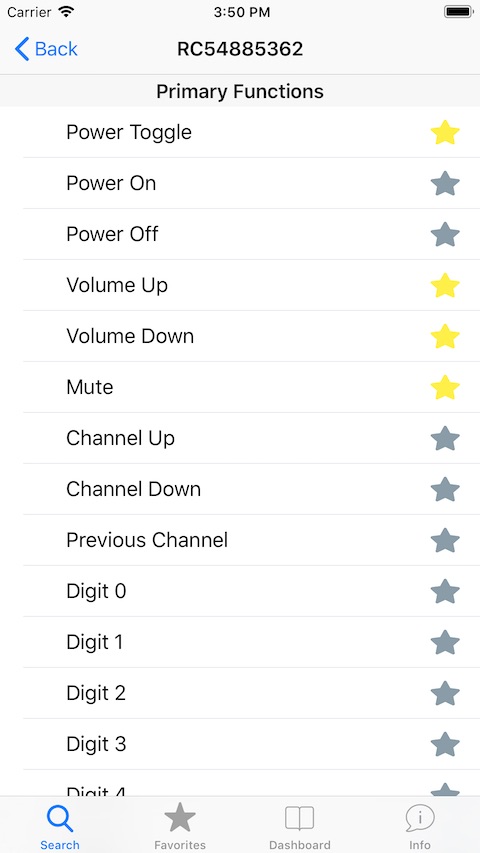 Carrier 3:50 PM
Back RC54885362
Primary Functions
Power Toggle
Power On
Power Off
Volume Up
Volume Down
Mute
Channel Up
Channel Down
Previous Channel
Digit 0
Digit 1
Digit 2
Digit 3
Digit 4
Search Favorites Dashboard Info